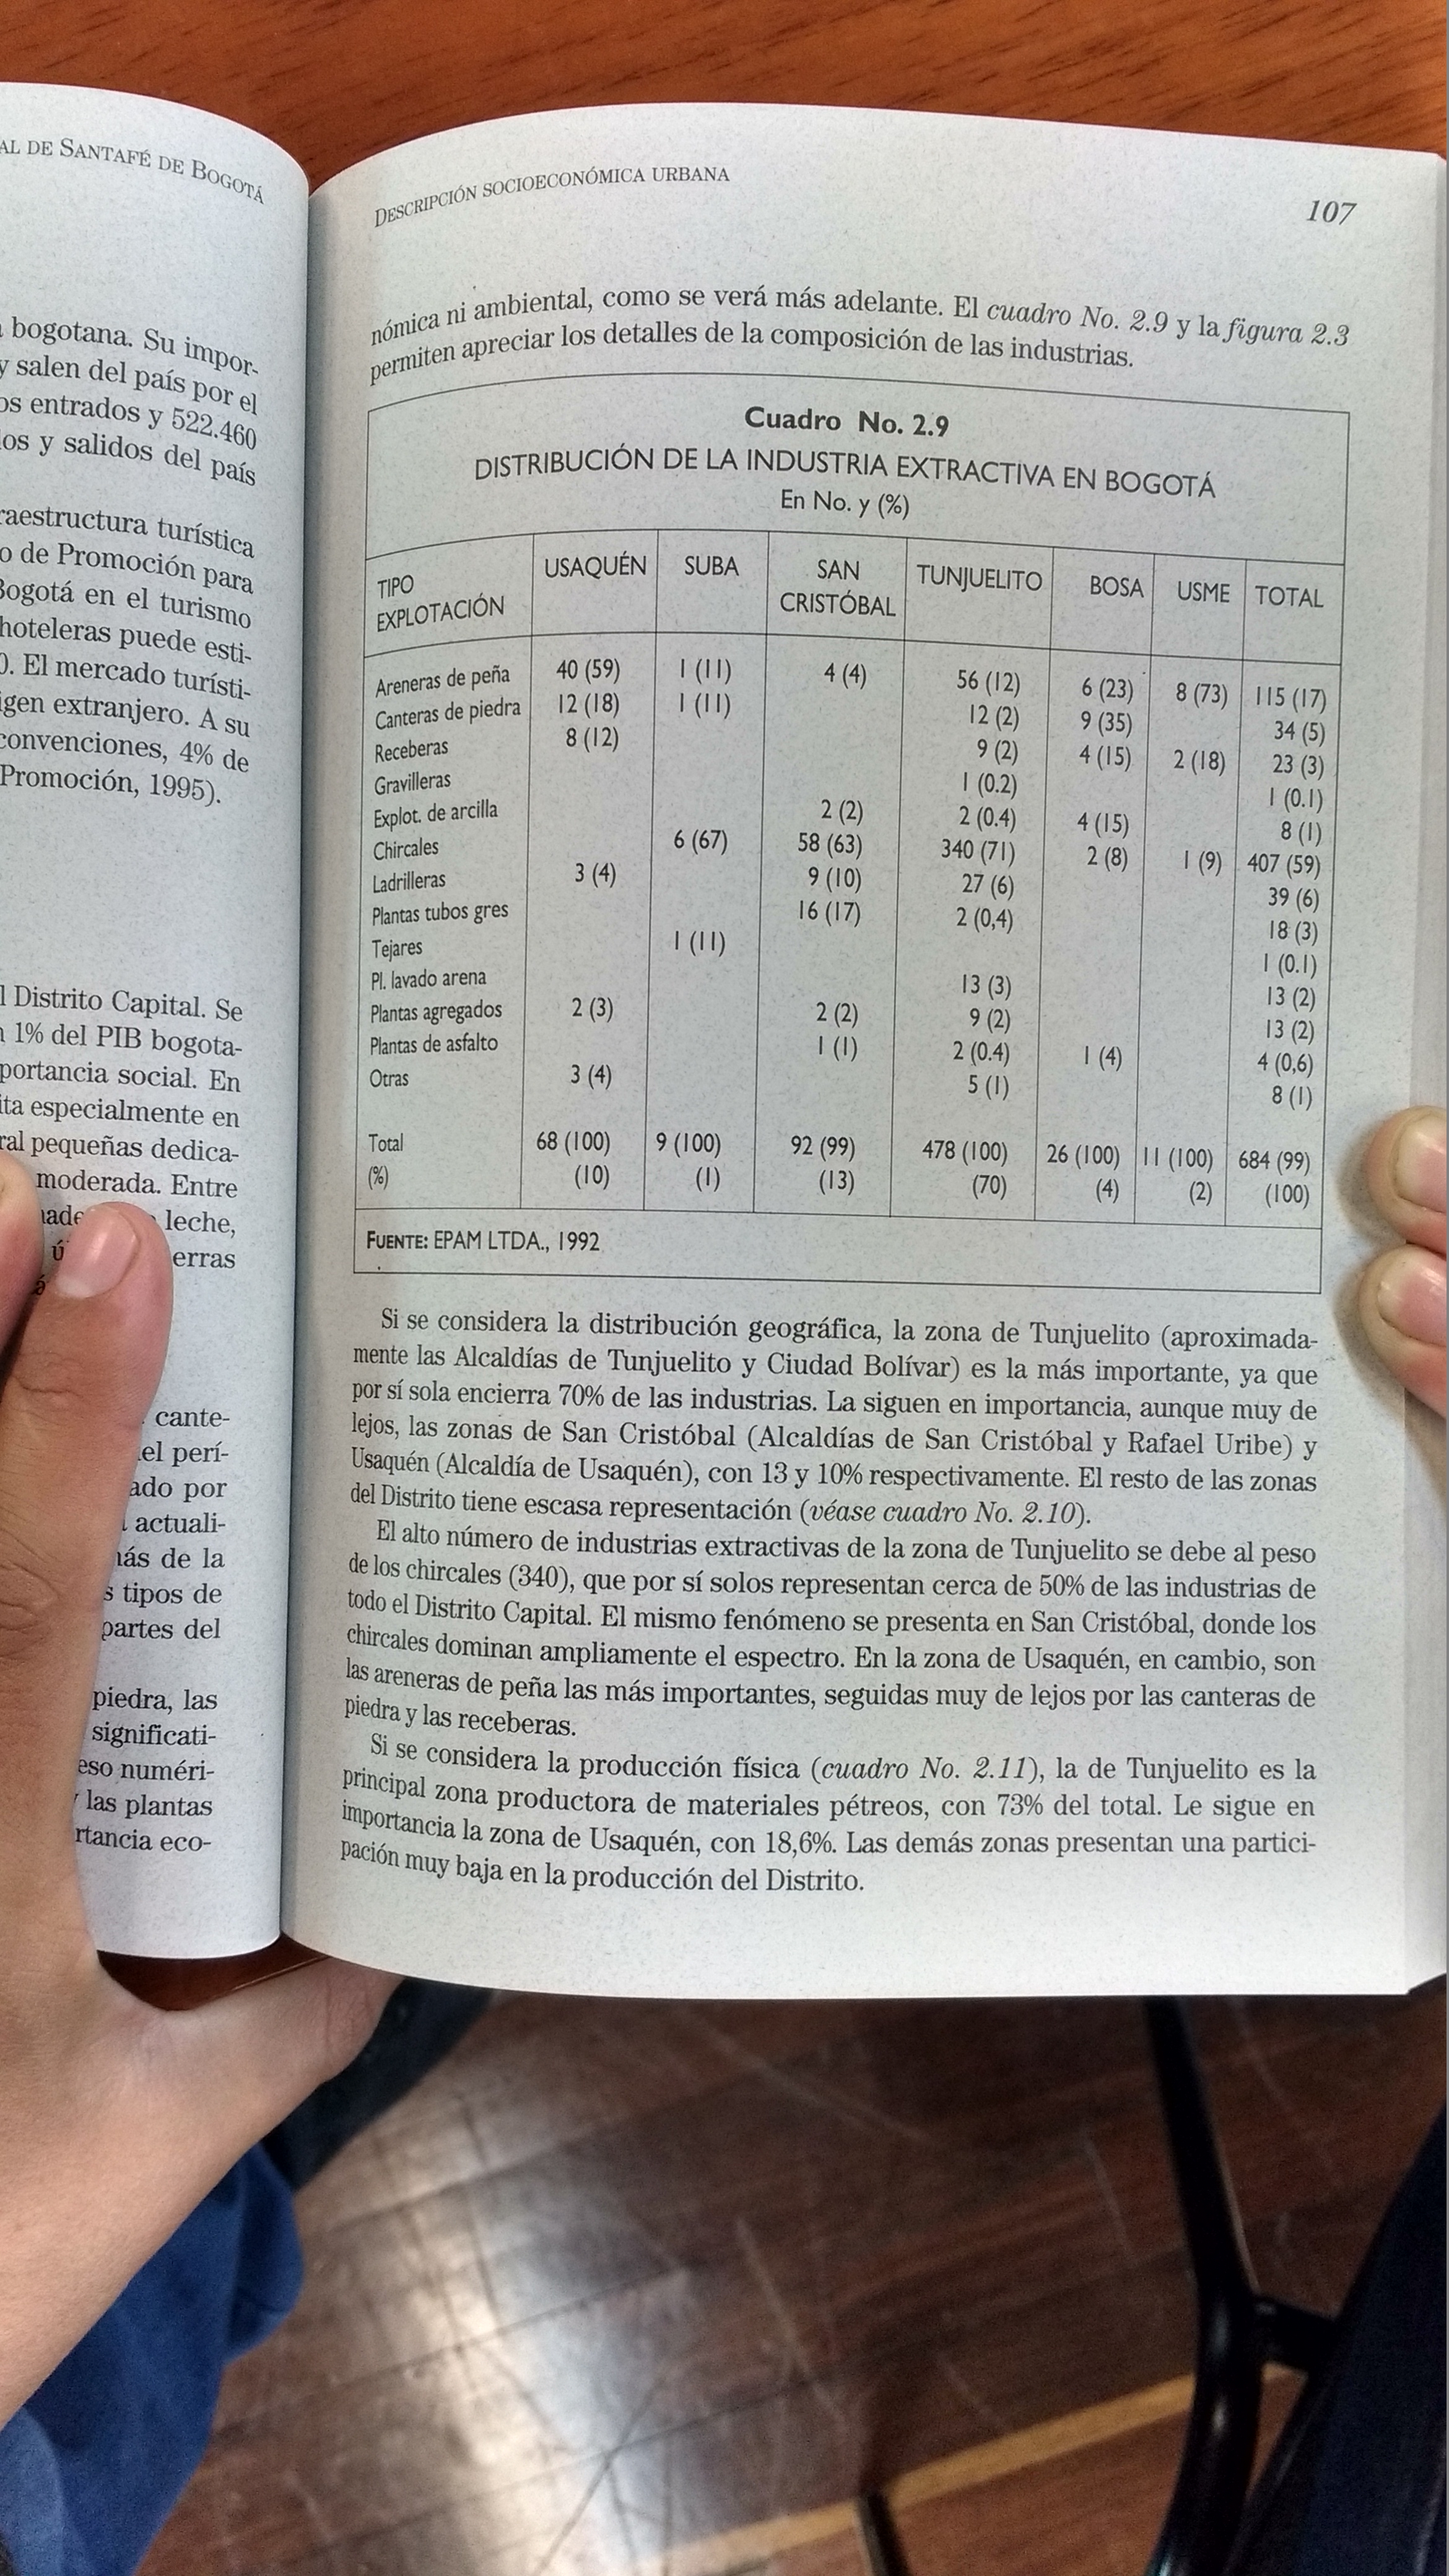 AL DE SANTAFÉ DE BOGOTÁ
bogotana. Su impor-
y salen del país por el
os entrados y 522.460
los y salidos del país
raestructura turística
o de Promoción para
Bogotá en el turismo
hoteleras puede esti-
0. El mercado turísti-
igen extranjero. A su
convenciones, 4% de
Promoción, 1995).
l Distrito Capital. Se
1% del PIB bogota-
portancia social. En
ita especialmente en
ral pequeñas dedica-
moderada. Entre
leche,
erras
cante-
el perí-
ado por
actuali-
más de la
s tipos de
partes del
piedra, las
significati-
eso numéri-
y las plantas
rtancia eco-
DESCRIPCIÓN SOCIOECONÓMICA URBANA
107
nómica ni ambiental, como se verá más adelante. El cuadro No. 2.9 y la figura 2.3
permiten apreciar los detalles de la composición de las industrias.
Cuadro No. 2.9
DISTRIBUCIÓN DE LA INDUSTRIA EXTRACTIVA EN BOGOTÁ
En No. y (%)
TIPO EXPLOTACIÓN USAQUÉN SUBA SAN CRISTÓBAL TUNJUELITO BOSA USME TOTAL
Areneras de peña 40 (59) 1 (11) 4 (4) 56 (12) 6 (23) 8 (73) 115 (17)
Canteras de piedra 12 (18) 1 (11) 12 (2) 9 (35) 34 (5)
Receberas 8 (12) 9 (2) 4 (15) 2 (18) 23 (3)
Gravilleras 1 (0.2) 1 (0.1)
Explot. de arcilla 2 (2) 2 (0.4) 4 (15) 8 (1)
Chircales 6 (67) 58 (63) 340 (71) 2 (8) 1 (9) 407 (59)
Ladrilleras 3 (4) 9 (10) 27 (6) 39 (6)
Plantas tubos gres 16 (17) 2 (0,4) 18 (3)
Tejares 1 (11) 1 (0.1)
Pl. lavado arena 13 (3) 13 (2)
Plantas agregados 2 (3) 2 (2) 9 (2) 13 (2)
Plantas de asfalto 1 (1) 2 (0.4) 1 (4) 4 (0,6)
Otras 3 (4) 5 (1) 8 (1)
Total 68 (100) 9 (100) 92 (99) 478 (100) 26 (100) 11 (100) 684 (99)
(%) (10) (1) (13) (70) (4) (2) (100)
FUENTE: EPAM LTDA., 1992
Si se considera la distribución geográfica, la zona de Tunjuelito (aproximada-
mente las Alcaldías de Tunjuelito y Ciudad Bolívar) es la más importante, ya que
por sí sola encierra 70% de las industrias. La siguen en importancia, aunque muy de
lejos, las zonas de San Cristóbal (Alcaldías de San Cristóbal y Rafael Uribe) y
Usaquén (Alcaldía de Usaquén), con 13 y 10% respectivamente. El resto de las zonas
del Distrito tiene escasa representación (véase cuadro No. 2.10).
El alto número de industrias extractivas de la zona de Tunjuelito se debe al peso
de los chircales (340), que por sí solos representan cerca de 50% de las industrias de
todo el Distrito Capital. El mismo fenómeno se presenta en San Cristóbal, donde los
chircales dominan ampliamente el espectro. En la zona de Usaquén, en cambio, son
las areneras de peña las más importantes, seguidas muy de lejos por las canteras de
piedra y las receberas.
Si se considera la producción física (cuadro No. 2.11), la de Tunjuelito es la
principal zona productora de materiales pétreos, con 73% del total. Le sigue en
importancia la zona de Usaquén, con 18,6%. Las demás zonas presentan una partici-
pación muy baja en la producción del Distrito.